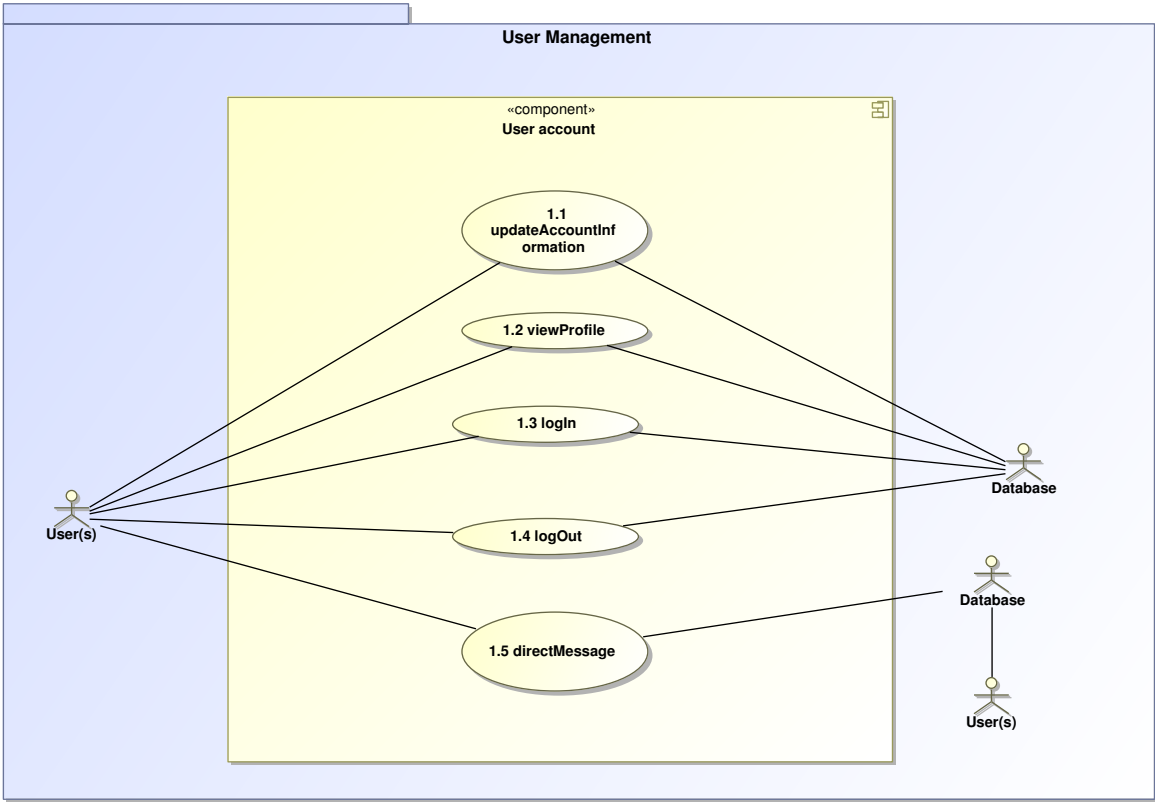 User Management
«component»
User account
1.1
updateAccountInf
ormation
1.2 viewProfile
1.3 logIn
Database
User(s)
1.4 logOut
Database
1.5 directMessage
User(s)